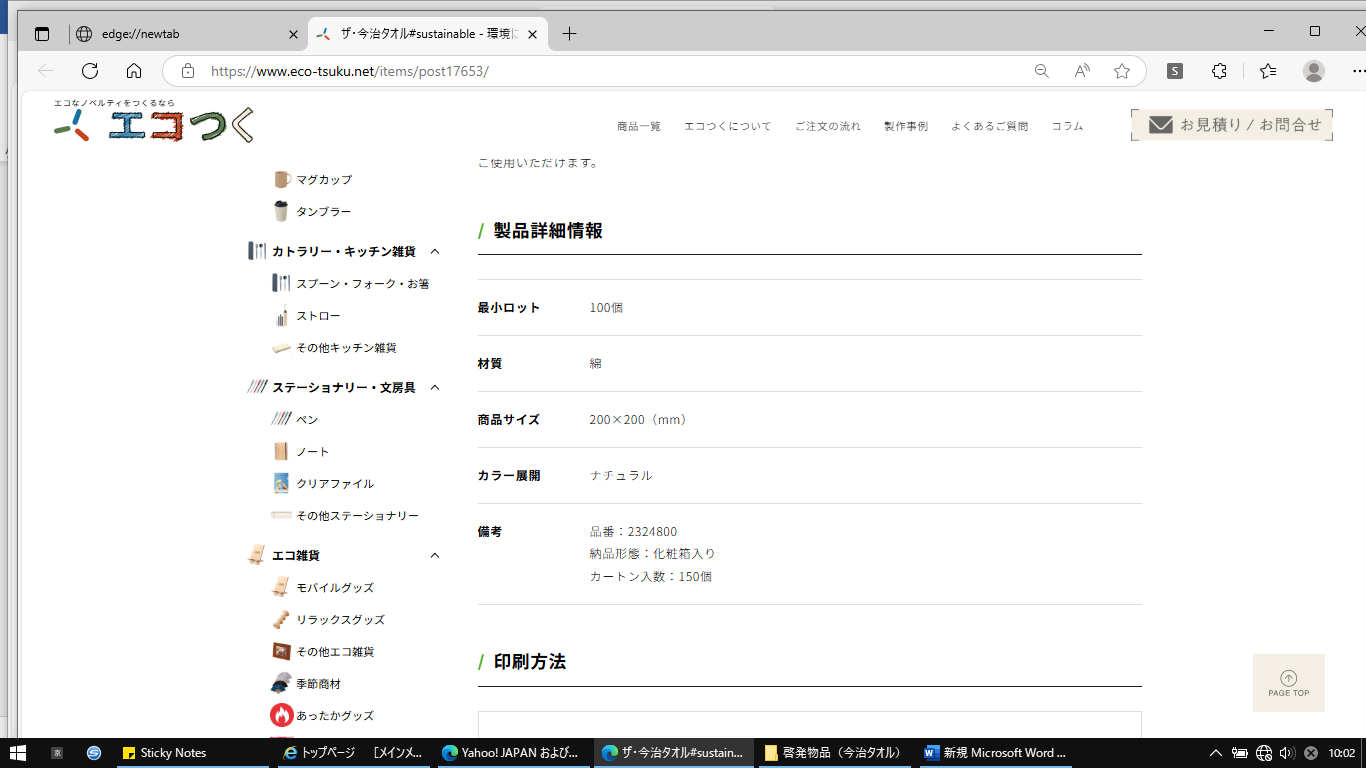 edge://newtab
ザ・今治タオル#sustainable - 環境に
https://www.eco-tsuku.net/items/post17653/
S
エコなノベルティをつくるなら
エコつく
商品一覧
エコつくについて
ご注文の流れ
製作事例
よくあるご質問
コラム
お見積り / お問合せ
マグカップ
タンブラー
カトラリー・キッチン雑貨
スプーン・フォーク・お箸
ストロー
その他キッチン雑貨
ステーショナリー・文房具
ペン
ノート
クリアファイル
その他ステーショナリー
エコ雑貨
モバイルグッズ
リラックスグッズ
その他エコ雑貨
季節商材
あったかグッズ
ご使用いただけます。
製品詳細情報
最小ロット 100個
材質 綿
商品サイズ 200×200（mm）
カラー展開 ナチュラル
備考 品番：2324800
納品形態：化粧箱入り
カートン入数：150個
印刷方法
PAGE TOP
Sticky Notes
トップページ [メインメ...
Yahoo! JAPAN および...
ザ・今治タオル#sustain...
啓発物品（今治タオル）
新規 Microsoft Word ...
10:02